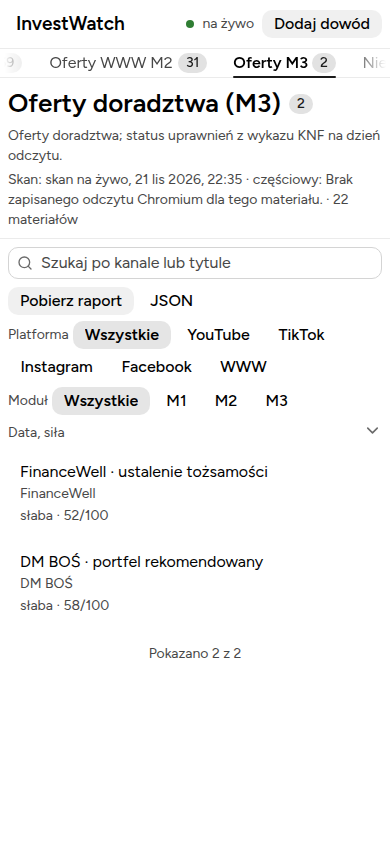 InvestWatch
na żywo
Dodaj dowód
9 Oferty WWW M2 31 Oferty M3 2 Nie
Oferty doradztwa (M3) 2
Oferty doradztwa; status uprawnień z wykazu KNF na dzień
odczytu.
Skan: skan na żywo, 21 lis 2026, 22:35 · częściowy: Brak
zapisanego odczytu Chromium dla tego materiału. · 22
materiałów
Szukaj po kanale lub tytule
Pobierz raport JSON
Platforma Wszystkie YouTube TikTok
Instagram Facebook WWW
Moduł Wszystkie M1 M2 M3
Data, siła
FinanceWell · ustalenie tożsamości
FinanceWell
słaba · 52/100
DM BOŚ · portfel rekomendowany
DM BOŚ
słaba · 58/100
Pokazano 2 z 2